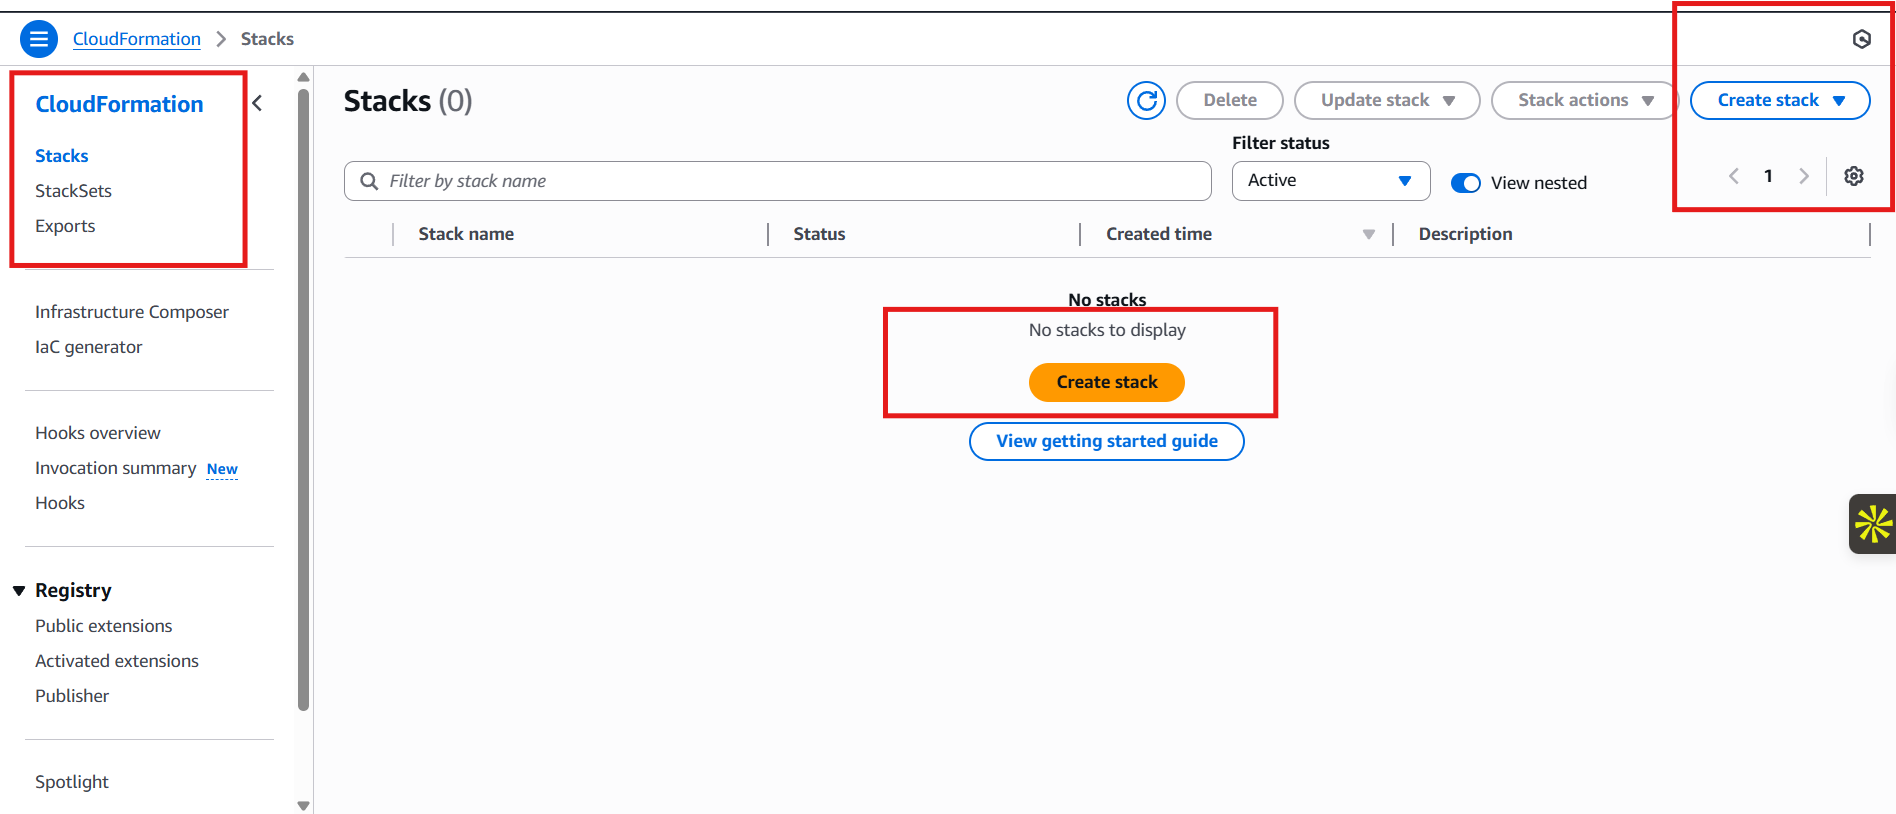 CloudFormation > Stacks
CloudFormation
Stacks
StackSets
Exports
Infrastructure Composer
IaC generator
Hooks overview
Invocation summary New
Hooks
Registry
Public extensions
Activated extensions
Publisher
Spotlight
Stacks (0)
Delete
Update stack
Stack actions
Create stack
Filter status
Filter by stack name
Active
View nested
1
Stack name
Status
Created time
Description
No stacks
No stacks to display
Create stack
View getting started guide